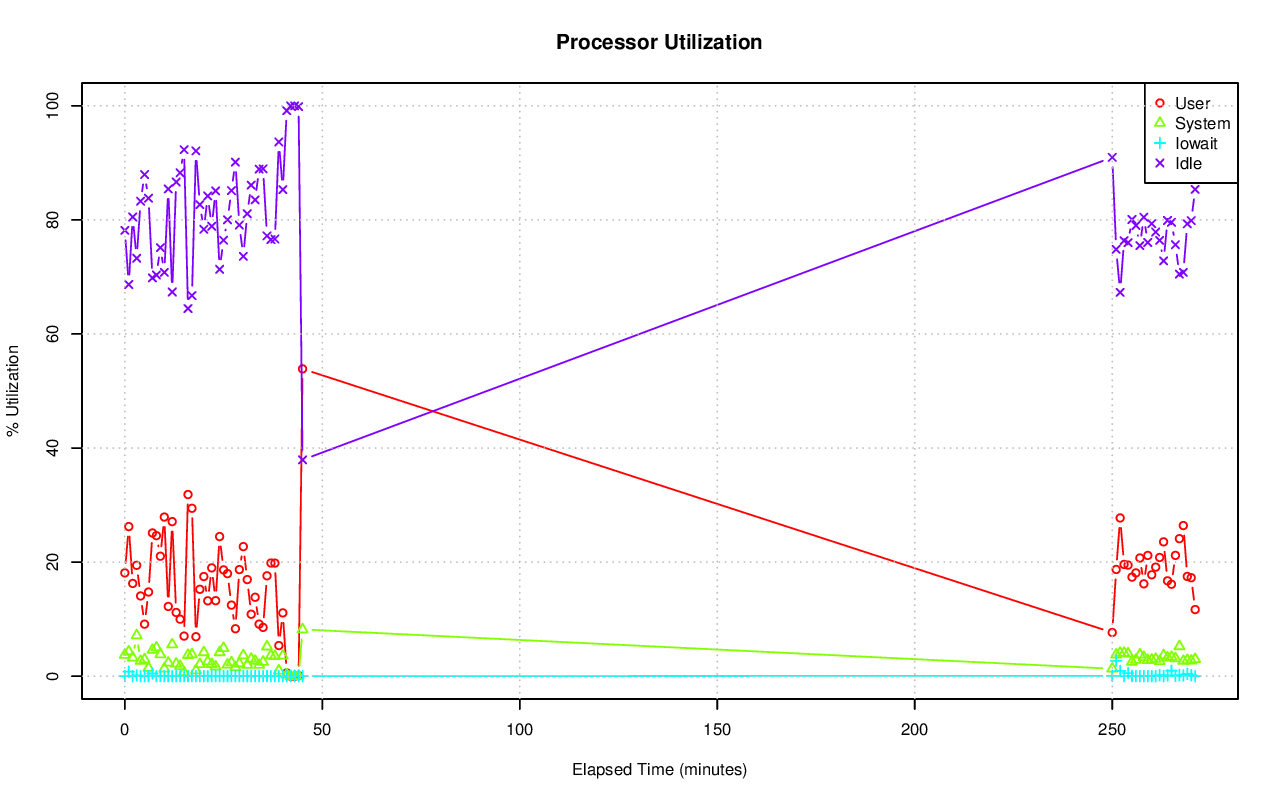 Processor Utilization
User
System
Iowait
Idle
100
80
60
40
20
0
% Utilization
0 50 100 150 200 250
Elapsed Time (minutes)